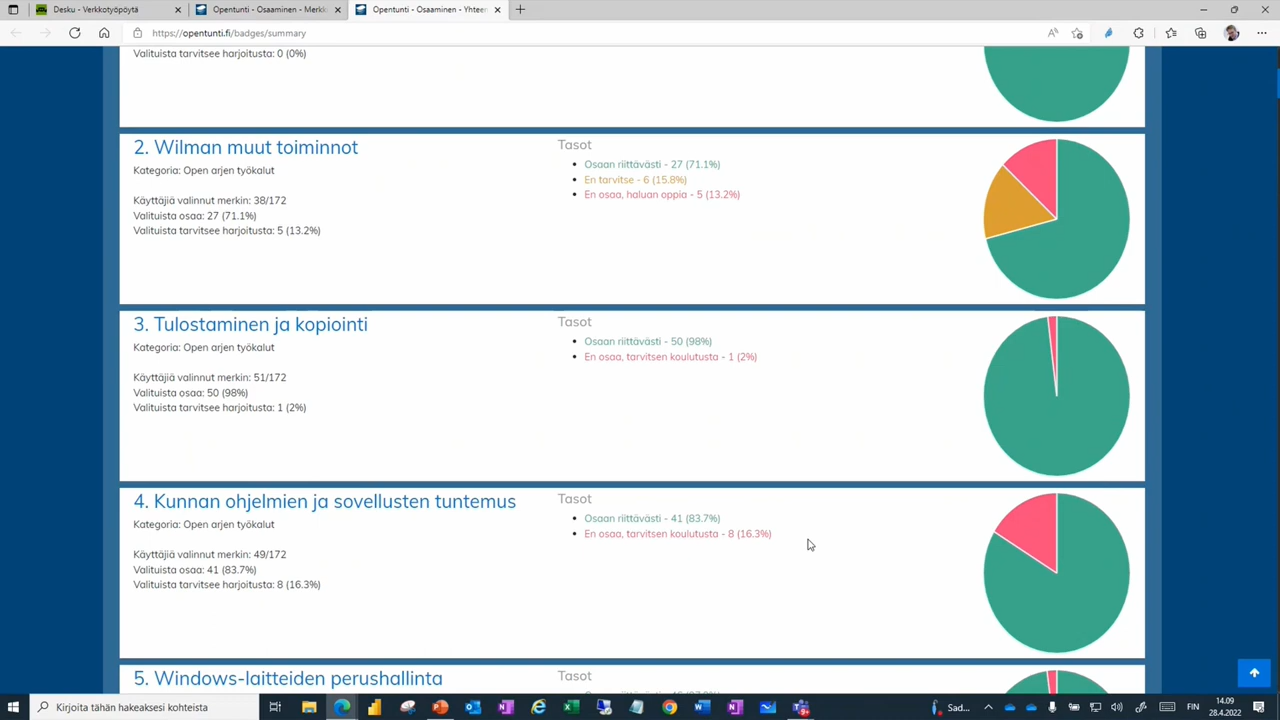 Desku - Verkkotyöpöytä
Opentunti - Osaaminen - Merkki
Opentunti - Osaaminen - Yhteen
https://opentunti.fi/badges/summary
Valituista tarvitsee harjoitusta: 0 (0%)
2. Wilman muut toiminnot
Kategoria: Open arjen työkalut
Käyttäjiä valinnut merkin: 38/172
Valituista osaa: 27 (71.1%)
Valituista tarvitsee harjoitusta: 5 (13.2%)
Tasot
Osaan riittävästi - 27 (71.1%)
En tarvitse - 6 (15.8%)
En osaa, haluan oppia - 5 (13.2%)
3. Tulostaminen ja kopiointi
Kategoria: Open arjen työkalut
Käyttäjiä valinnut merkin: 51/172
Valituista osaa: 50 (98%)
Valituista tarvitsee harjoitusta: 1 (2%)
Tasot
Osaan riittävästi - 50 (98%)
En osaa, tarvitsen koulutusta - 1 (2%)
4. Kunnan ohjelmien ja sovellusten tuntemus
Kategoria: Open arjen työkalut
Käyttäjiä valinnut merkin: 49/172
Valituista osaa: 41 (83.7%)
Valituista tarvitsee harjoitusta: 8 (16.3%)
Tasot
Osaan riittävästi - 41 (83.7%)
En osaa, tarvitsen koulutusta - 8 (16.3%)
5. Windows-laitteiden perushallinta
Tasot
Kirjoita tähän hakeaksesi kohteista
Sad...
FIN
14.09
28.4.2022